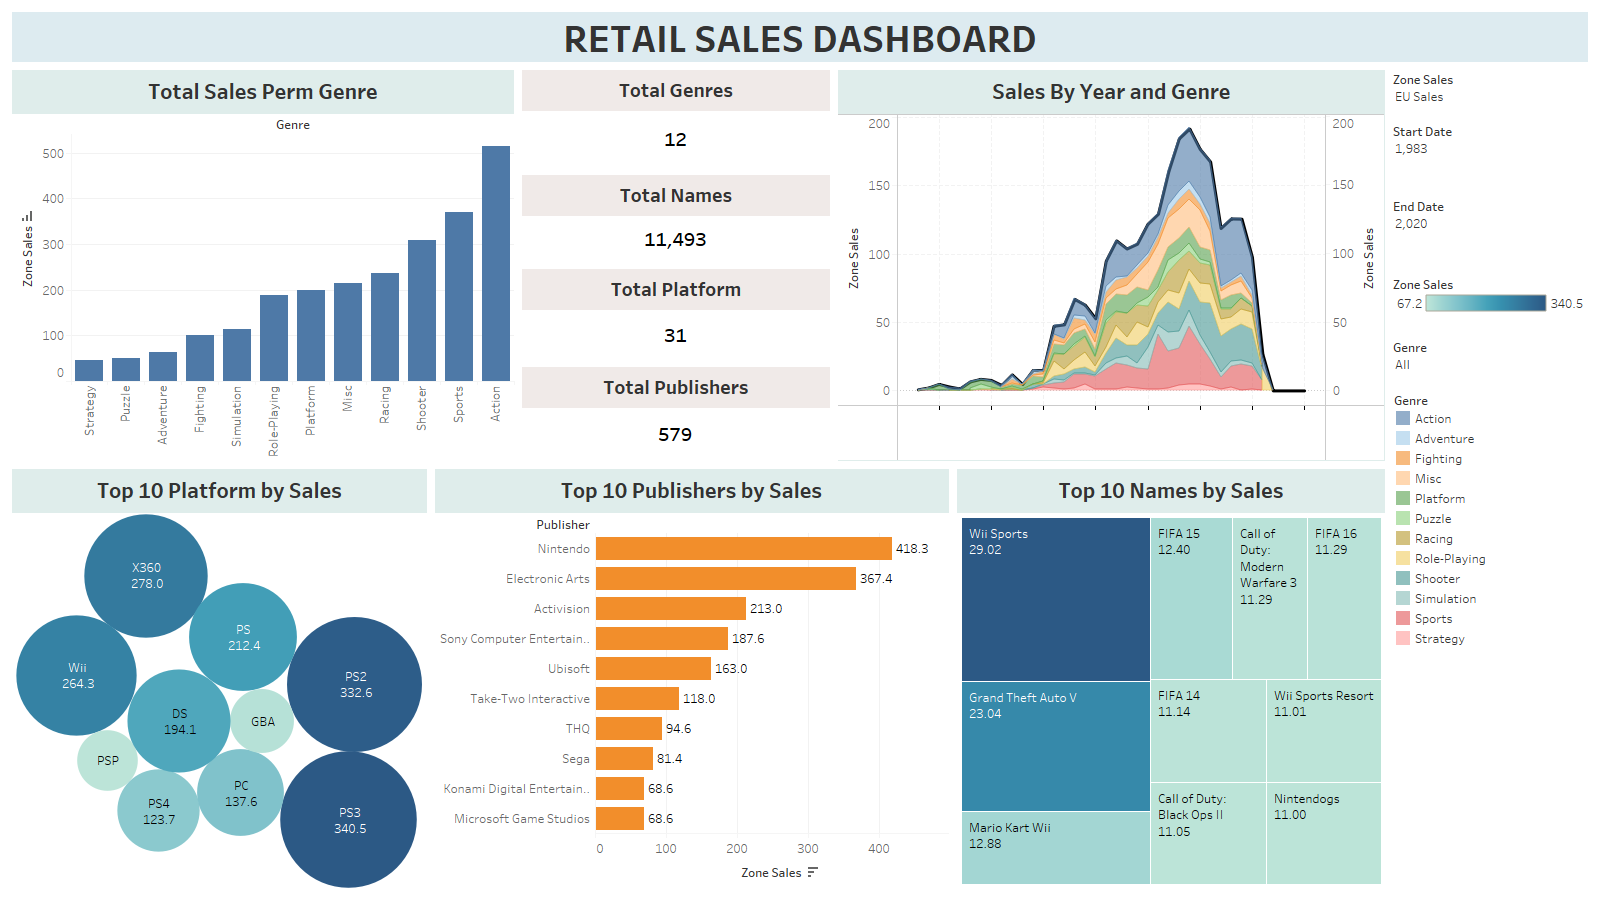 RETAIL SALES DASHBOARD
Total Sales Perm Genre
Genre
Zone Sales
500
400
300
200
100
0
Strategy
Puzzle
Adventure
Fighting
Simulation
Role-Playing
Platform
Misc
Racing
Shooter
Sports
Action
Total Genres
12
Total Names
11,493
Total Platform
31
Total Publishers
579
Sales By Year and Genre
Zone Sales
200
150
100
50
0
200
150
100
50
0
Zone Sales
Zone Sales
EU Sales
Start Date
1,983
End Date
2,020
Zone Sales
67.2 340.5
Genre
All
Genre
Action
Adventure
Fighting
Misc
Platform
Puzzle
Racing
Role-Playing
Shooter
Simulation
Sports
Strategy
Top 10 Platform by Sales
X360
278.0
PS
212.4
Wii
264.3
PS2
332.6
DS
194.1
GBA
PSP
PC
137.6
PS4
123.7
PS3
340.5
Top 10 Publishers by Sales
Publisher
Nintendo 418.3
Electronic Arts 367.4
Activision 213.0
Sony Computer Entertain.. 187.6
Ubisoft 163.0
Take-Two Interactive 118.0
THQ 94.6
Sega 81.4
Konami Digital Entertain.. 68.6
Microsoft Game Studios 68.6
0 100 200 300 400
Zone Sales
Top 10 Names by Sales
Wii Sports
29.02
Grand Theft Auto V
23.04
Mario Kart Wii
12.88
FIFA 15
12.40
Call of
Duty:
Modern
Warfare 3
11.29
FIFA 16
11.29
FIFA 14
11.14
Wii Sports Resort
11.01
Call of Duty:
Black Ops II
11.05
Nintendogs
11.00